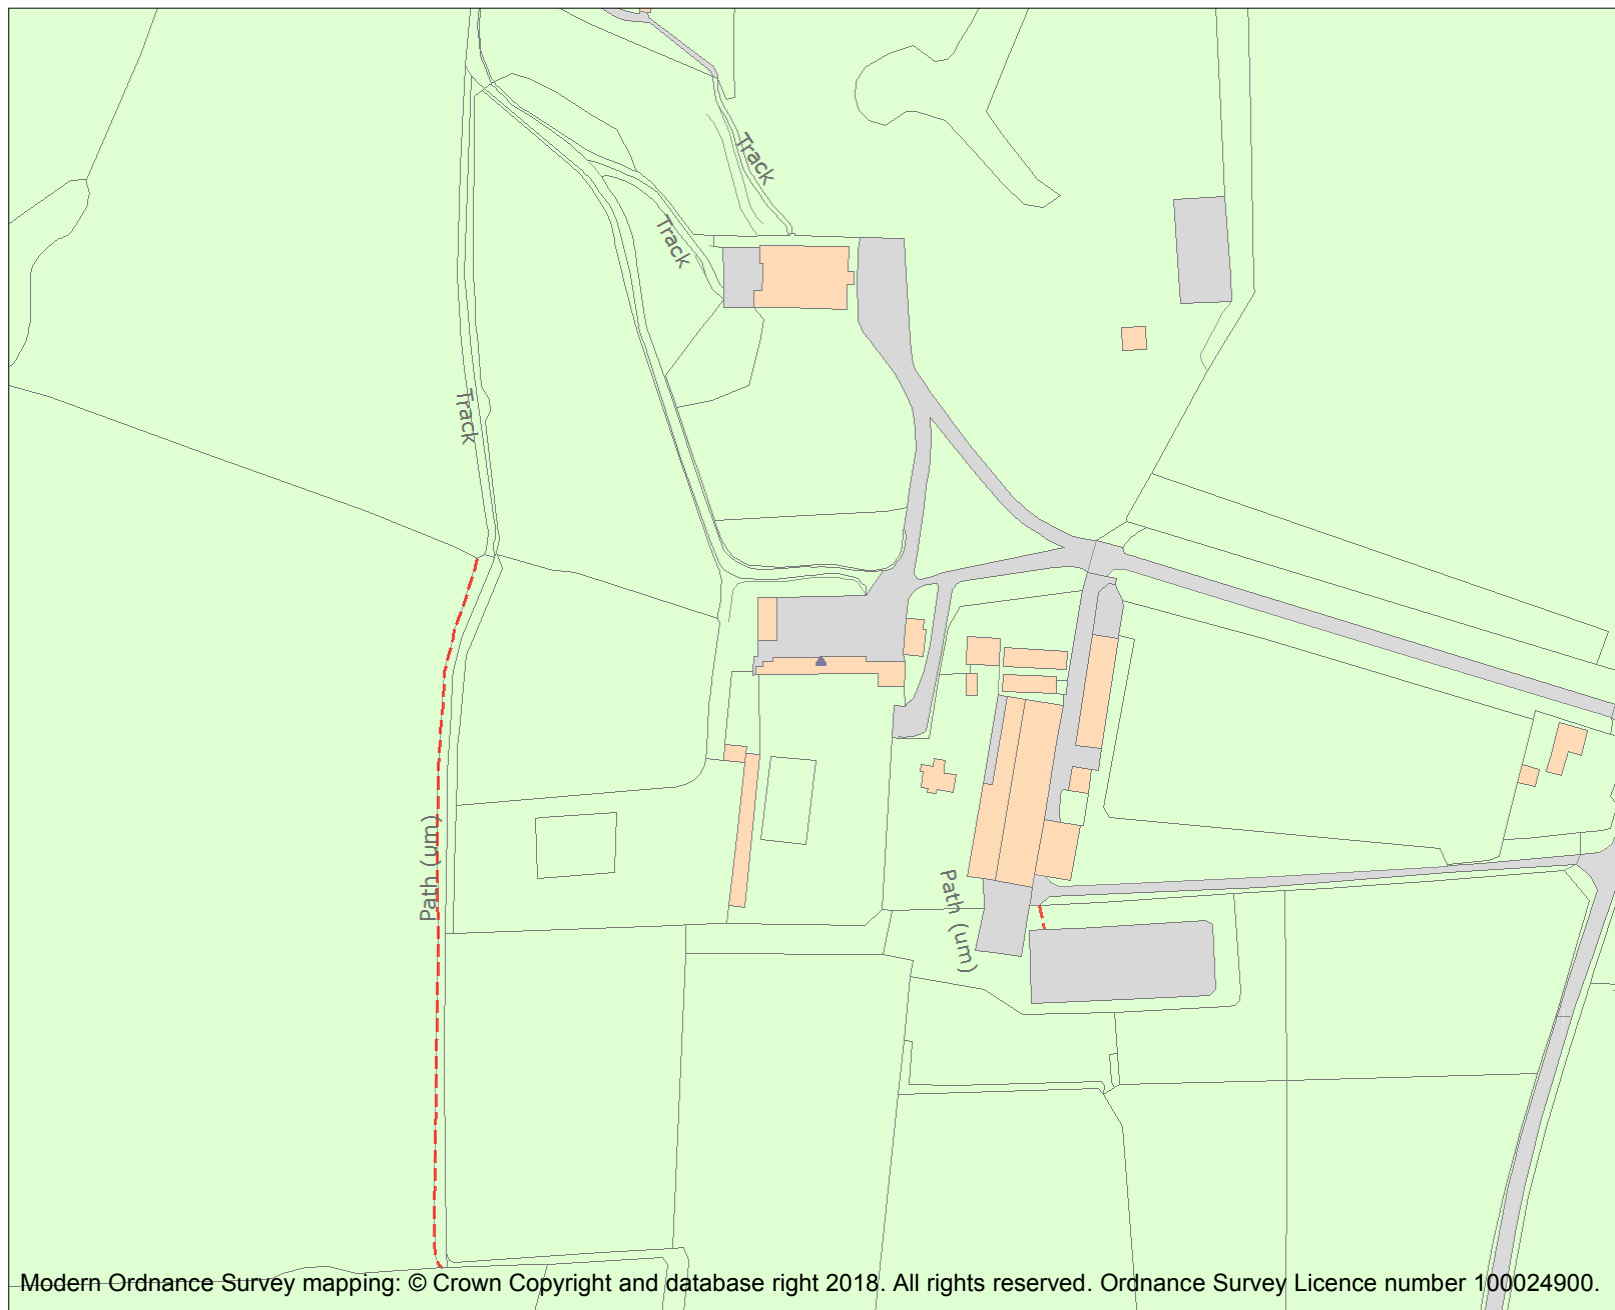 Track
Track
Track
Path (um)
Path (um)
Modern Ordnance Survey mapping: © Crown Copyright and database right 2018. All rights reserved. Ordnance Survey Licence number 100024900.